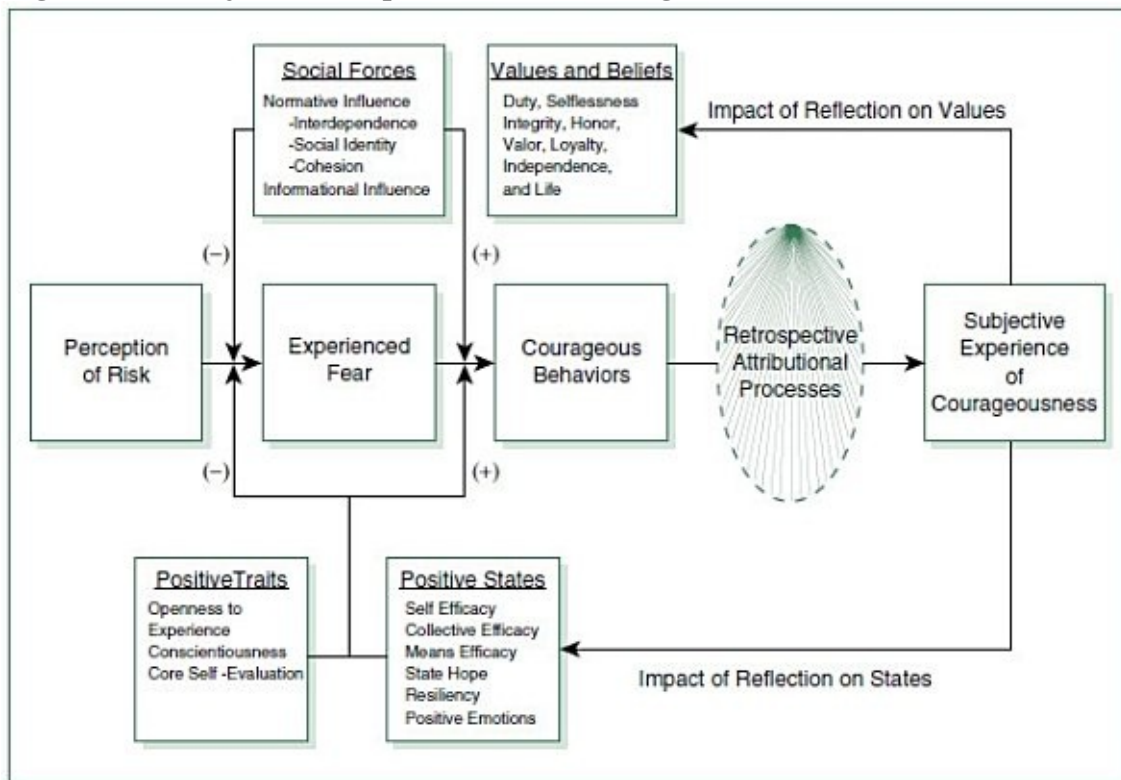 Social Forces
Normative Influence
-Interdependence
-Social Identity
-Cohesion
Informational Influence
Values and Beliefs
Duty, Selflessness
Integrity, Honor,
Valor, Loyalty,
Independence,
and Life
Impact of Reflection on Values
(−)
(+)
Perception
of Risk
Experienced
Fear
Courageous
Behaviors
Retrospective
Attributional
Processes
Subjective
Experience
of
Courageousness
(−)
(+)
PositiveTraits
Openness to
Experience
Conscientiousness
Core Self -Evaluation
Positive States
Self Efficacy
Collective Efficacy
Means Efficacy
State Hope
Resiliency
Positive Emotions
Impact of Reflection on States